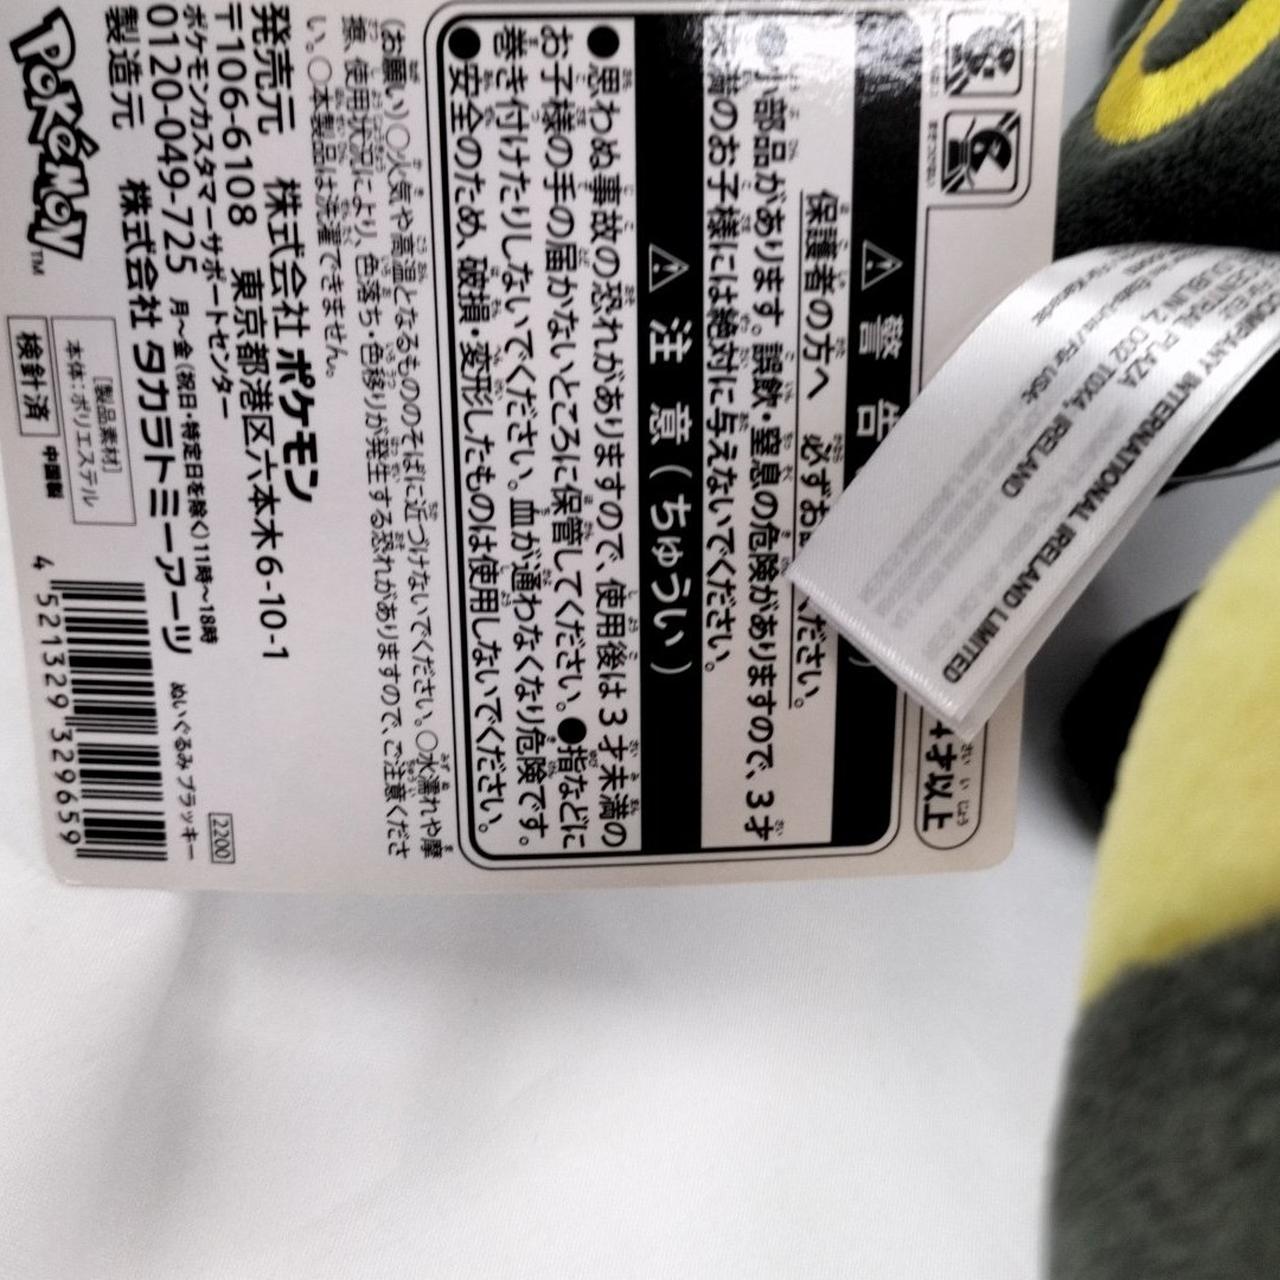 4才以上
さい いじょう
⚠警告
保護者の方へ 必ずお
ください。
小部品があります。誤飲・窒息の危険がありますので、3才
未満のお子様には絶対に与えないでください。
⚠注意(ちゅうい)
●思わぬ事故の恐れがありますので、使用後は3才未満の
お子様の手の届かないところに保管してください。●指などに
巻き付けたりしないでください。血が通わなくなり危険です。
●安全のため、破損・変形したものは使用しないでください。
(お願い)○火気や高温となるもののそばに近づけないでください。○水濡れや摩
擦、使用状況により、色落ち・色移りが発生する恐れがありますので、ご注意くださ
い。○本製品は洗濯できません。
発売元 株式会社ポケモン
〒106-6108 東京都港区六本木6-10-1
ポケモンカスタマーサポートセンター
0120-049-725 月〜金(祝日・特定日を除く)11時〜18時
製造元 株式会社タカラトミーアーツ
POKéMON™
[製品素材]
本体:ポリエステル
検針済
中国製
2200
ぬいぐるみ ブラッキー
4 521329 329659
COMPANY INTERNATIONAL IRELAND LIMITED
CENTRAL PLAZA
DUBLIN 2, D02 T0X4, IRELAND